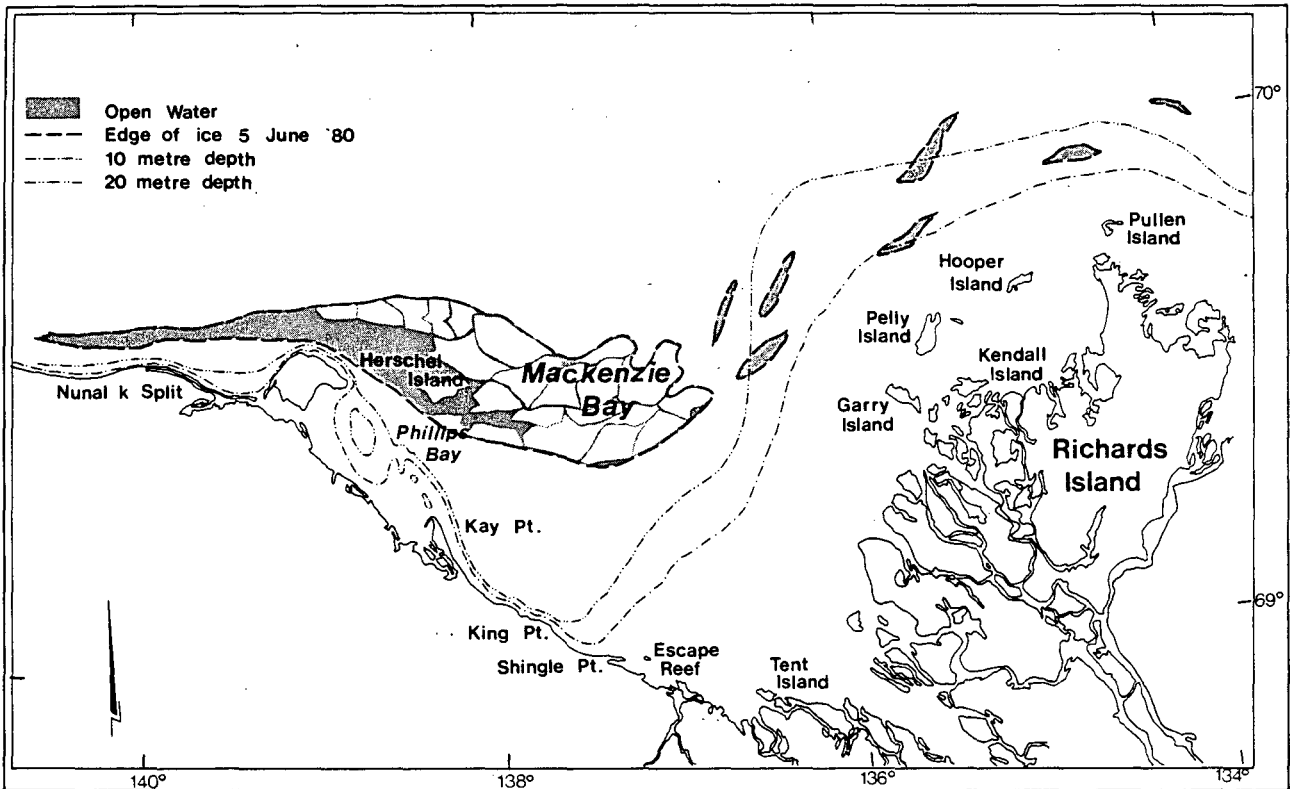 Open Water
Edge of ice 5 June '80
10 metre depth
20 metre depth
70°
Pullen
Island
Hooper
Island
Pelly
Island
Kendall
Island
Herschel
Island
Mackenzie
Bay
Nunal k Split
Garry
Island
Phillips
Bay
Richards
Island
Kay Pt.
69°
King Pt.
Shingle Pt.
Escape
Reef
Tent
Island
140°
138°
136°
134°